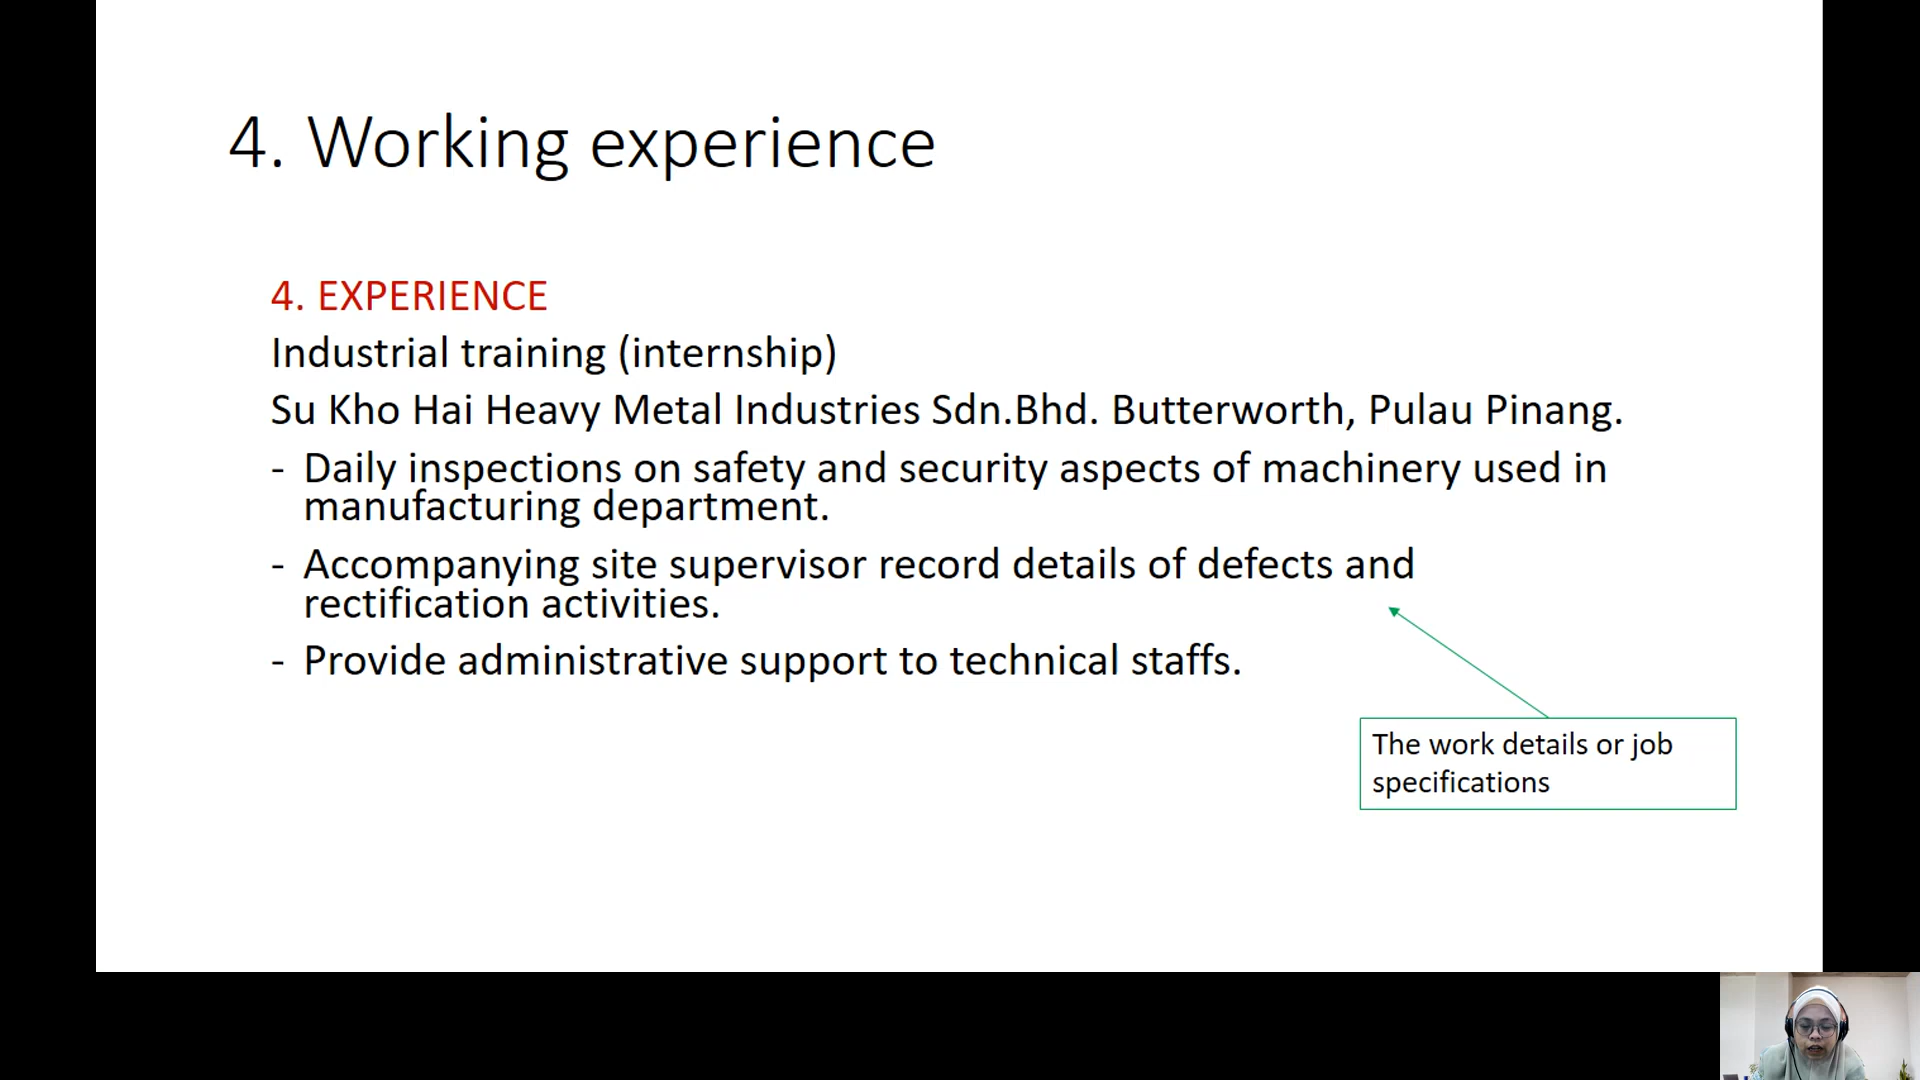 4. Working experience
4. EXPERIENCE
Industrial training (internship)
Su Kho Hai Heavy Metal Industries Sdn.Bhd. Butterworth, Pulau Pinang.
- Daily inspections on safety and security aspects of machinery used in
manufacturing department.
- Accompanying site supervisor record details of defects and
rectification activities.
- Provide administrative support to technical staffs.
The work details or job
specifications